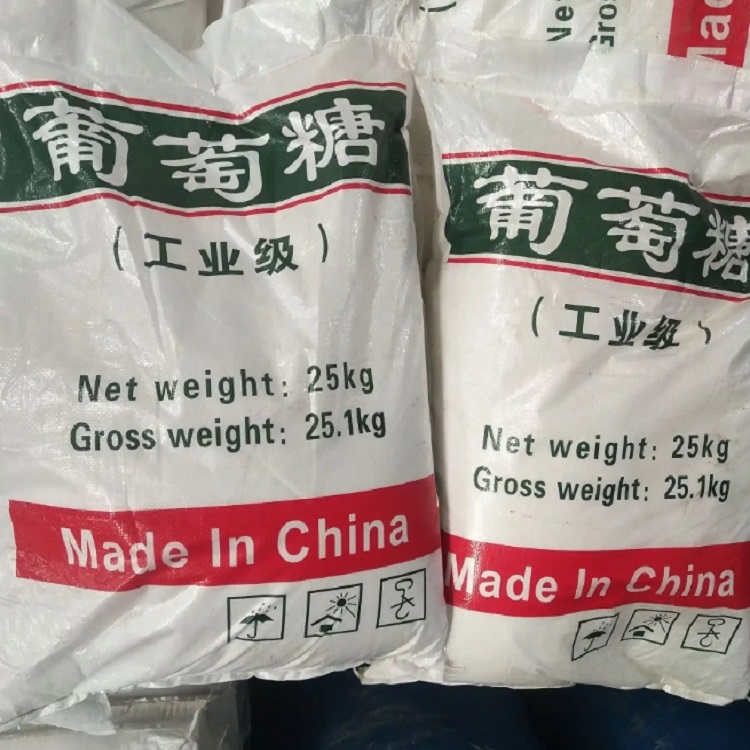 葡萄糖
(工业级)
Net weight: 25kg
Gross weight: 25.1kg
Made In China
葡萄糖
(工业级)
Net weight: 25kg
Gross weight: 25.1kg
Made In China